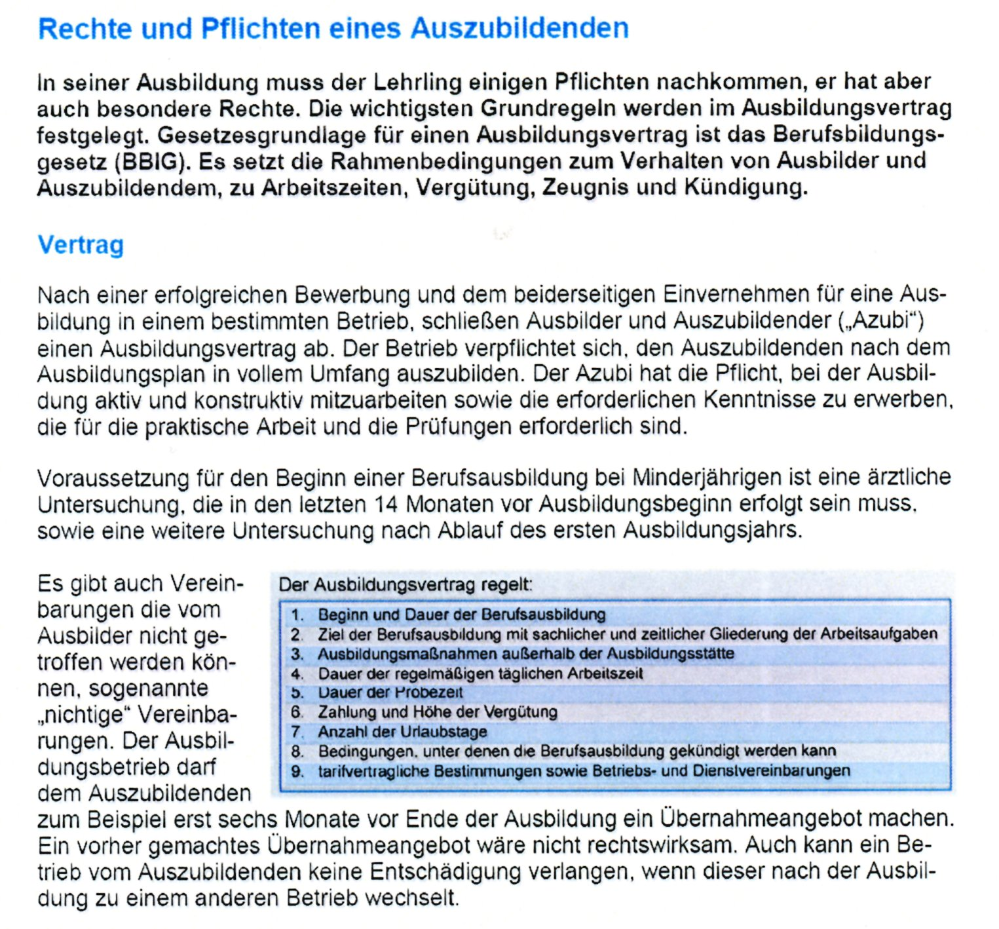 Rechte und Pflichten eines Auszubildenden
In seiner Ausbildung muss der Lehrling einigen Pflichten nachkommen, er hat aber
auch besondere Rechte. Die wichtigsten Grundregeln werden im Ausbildungsvertrag
festgelegt. Gesetzesgrundlage für einen Ausbildungsvertrag ist das Berufsbildungs-
gesetz (BBIG). Es setzt die Rahmenbedingungen zum Verhalten von Ausbilder und
Auszubildendem, zu Arbeitszeiten, Vergütung, Zeugnis und Kündigung.
Vertrag
Nach einer erfolgreichen Bewerbung und dem beiderseitigen Einvernehmen für eine Aus-
bildung in einem bestimmten Betrieb, schließen Ausbilder und Auszubildender („Azubi“)
einen Ausbildungsvertrag ab. Der Betrieb verpflichtet sich, den Auszubildenden nach dem
Ausbildungsplan in vollem Umfang auszubilden. Der Azubi hat die Pflicht, bei der Ausbil-
dung aktiv und konstruktiv mitzuarbeiten sowie die erforderlichen Kenntnisse zu erwerben,
die für die praktische Arbeit und die Prüfungen erforderlich sind.
Voraussetzung für den Beginn einer Berufsausbildung bei Minderjährigen ist eine ärztliche
Untersuchung, die in den letzten 14 Monaten vor Ausbildungsbeginn erfolgt sein muss,
sowie eine weitere Untersuchung nach Ablauf des ersten Ausbildungsjahrs.
Es gibt auch Verein-
barungen die vom
Ausbilder nicht ge-
troffen werden kön-
nen, sogenannte
„nichtige“ Vereinba-
rungen. Der Ausbil-
dungsbetrieb darf
dem Auszubildenden
Der Ausbildungsvertrag regelt:
1. Beginn und Dauer der Berufsausbildung
2. Ziel der Berufsausbildung mit sachlicher und zeitlicher Gliederung der Arbeitsaufgaben
3. Ausbildungsmaßnahmen außerhalb der Ausbildungsstätte
4. Dauer der regelmäßigen täglichen Arbeitszeit
5. Dauer der Probezeit
6. Zahlung und Höhe der Vergütung
7. Anzahl der Urlaubstage
8. Bedingungen, unter denen die Berufsausbildung gekündigt werden kann
9. tarifvertragliche Bestimmungen sowie Betriebs- und Dienstvereinbarungen
zum Beispiel erst sechs Monate vor Ende der Ausbildung ein Übernahmeangebot machen.
Ein vorher gemachtes Übernahmeangebot wäre nicht rechtswirksam. Auch kann ein Be-
trieb vom Auszubildenden keine Entschädigung verlangen, wenn dieser nach der Ausbil-
dung zu einem anderen Betrieb wechselt.